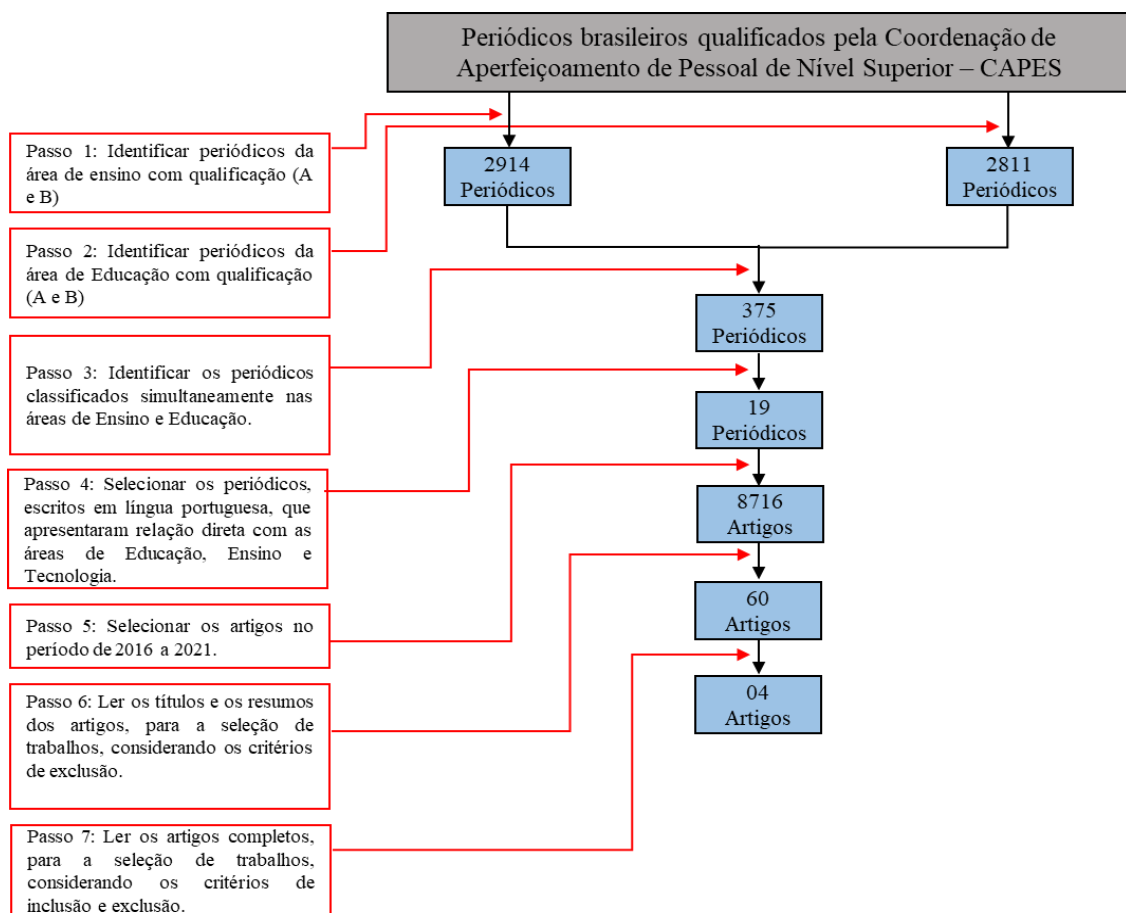 Periódicos brasileiros qualificados pela Coordenação de
Aperfeiçoamento de Pessoal de Nível Superior – CAPES
Passo 1: Identificar periódicos da
área de ensino com qualificação (A
e B)
2914
Periódicos
2811
Periódicos
Passo 2: Identificar periódicos da
área de Educação com qualificação
(A e B)
375
Periódicos
Passo 3: Identificar os periódicos
classificados simultaneamente nas
áreas de Ensino e Educação.
19
Periódicos
Passo 4: Selecionar os periódicos,
escritos em língua portuguesa, que
apresentaram relação direta com as
áreas de Educação, Ensino e
Tecnologia.
8716
Artigos
60
Artigos
Passo 5: Selecionar os artigos no
período de 2016 a 2021.
04
Artigos
Passo 6: Ler os títulos e os resumos
dos artigos, para a seleção de
trabalhos, considerando os critérios
de exclusão.
Passo 7: Ler os artigos completos,
para a seleção de trabalhos,
considerando os critérios de
inclusão e exclusão.